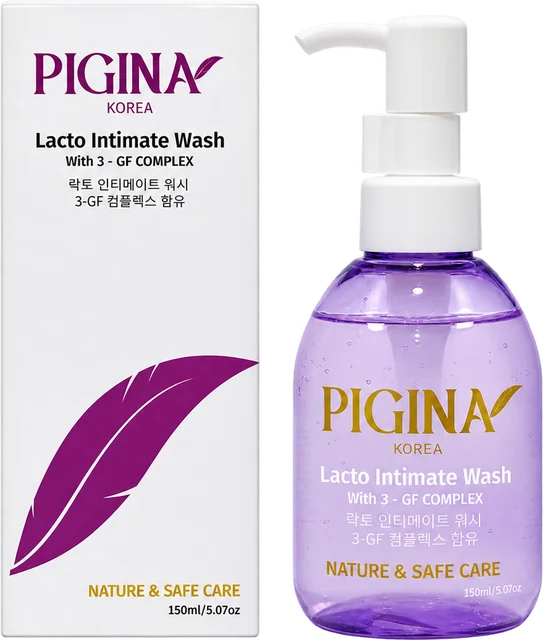 PIGINA
KOREA
Lacto Intimate Wash
With 3 - GF COMPLEX
락토 인티메이트 워시
3-GF 컴플렉스 함유
NATURE & SAFE CARE
150ml/5.07oz
PIGINA
KOREA
Lacto Intimate Wash
With 3 - GF COMPLEX
락토 인티메이트 워시
3-GF 컴플렉스 함유
NATURE & SAFE CARE
150ml/5.07oz